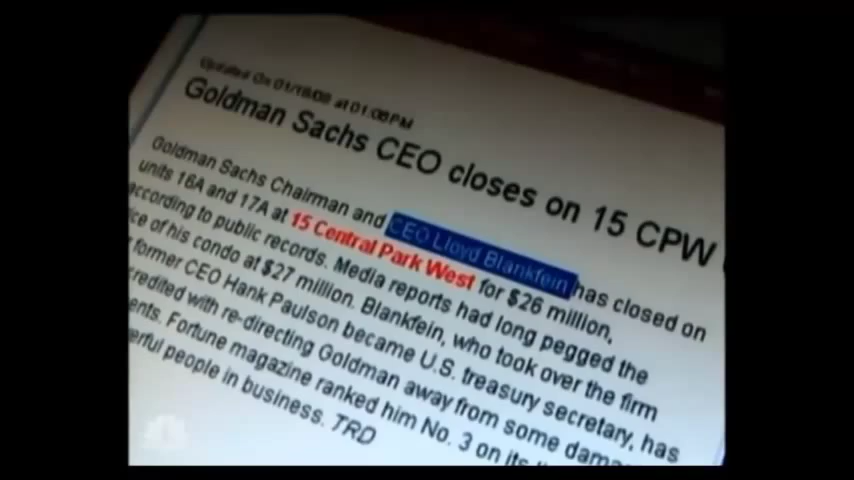 Updated On 01/18/08 at 01:08PM
Goldman Sachs CEO closes on 15 CPW
Goldman Sachs Chairman and CEO Lloyd Blankfein has closed on
units 16A and 17A at 15 Central Park West for $26 million,
according to public records. Media reports had long pegged the
ice of his condo at $27 million. Blankfein, who took over the firm
former CEO Hank Paulson became U.S. treasury secretary, has
redited with re-directing Goldman away from some dama
ents. Fortune magazine ranked him No. 3 on its
erful people in business. TRD